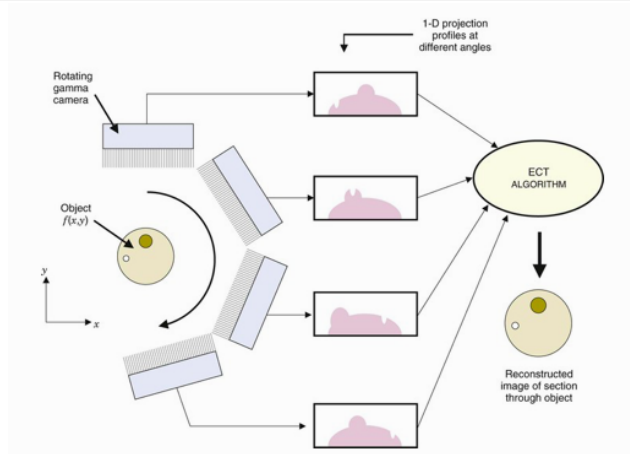 1-D projection
profiles at
different angles
Rotating
gamma
camera
ECT
ALGORITHM
Object
f(x,y)
y
x
Reconstructed
image of section
through object